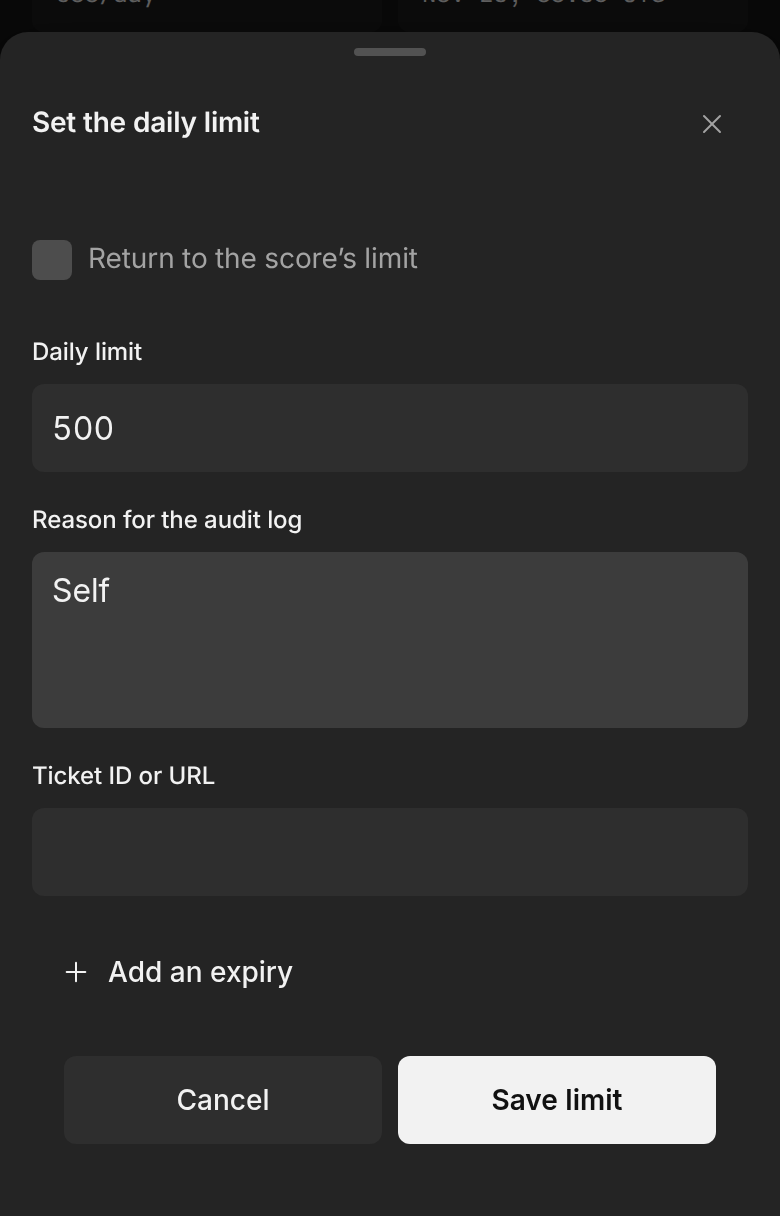 Set the daily limit
Return to the score’s limit
Daily limit
500
Reason for the audit log
Self
Ticket ID or URL
Add an expiry
Cancel
Save limit